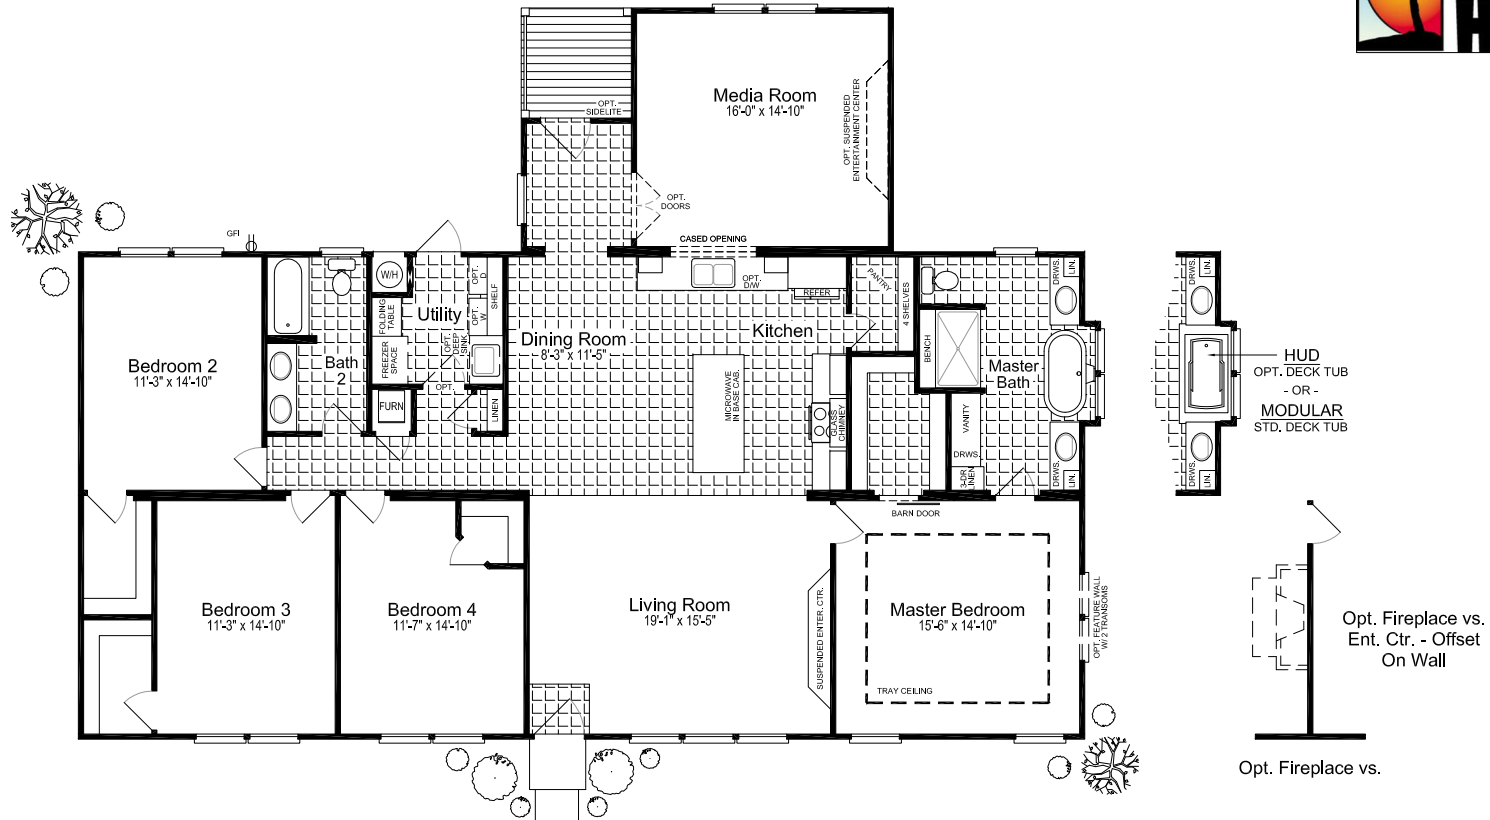 H
OPT.
SIDELITE
Media Room
16'-0" x 14'-10"
OPT. SUSPENDED
ENTERTAINMENT CENTER
OPT.
DOORS
GFI
CASED OPENING
W/H
FOLDING
TABLE
FREEZER
SPACE
Utility
OPT. D
SHELF
OPT. W
OPT.
DEEP
SINK
OPT.
D/W
REFER
PANTRY
4 SHELVES
DRWS.
LIN.
DRWS.
LIN.
Bedroom 2
11'-3" x 14'-10"
Bath
2
Dining Room
8'-3" x 11'-5"
Kitchen
BENCH
Master
Bath
HUD
OPT. DECK TUB
- OR -
MODULAR
STD. DECK TUB
OPT.
FURN
LINEN
MICROWAVE
IN BASE CAB.
GLASS
CHIMNEY
VANITY
DRWS.
3-DR
LINEN
DRWS.
LIN.
DRWS.
LIN.
BARN DOOR
Bedroom 3
11'-3" x 14'-10"
Bedroom 4
11'-7" x 14'-10"
Living Room
19'-1" x 15'-5"
SUSPENDED ENTER. CTR.
Master Bedroom
15'-6" x 14'-10"
TRAY CEILING
OPT. FEATURE WALL
W/ 2 TRANSOMS
Opt. Fireplace vs.
Ent. Ctr. - Offset
On Wall
Opt. Fireplace vs.